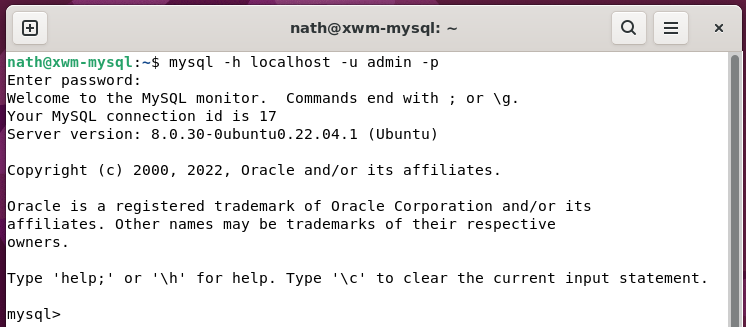 nath@xwm-mysql: ~
nath@xwm-mysql:~$ mysql -h localhost -u admin -p
Enter password:
Welcome to the MySQL monitor.  Commands end with ; or \g.
Your MySQL connection id is 17
Server version: 8.0.30-0ubuntu0.22.04.1 (Ubuntu)

Copyright (c) 2000, 2022, Oracle and/or its affiliates.

Oracle is a registered trademark of Oracle Corporation and/or its
affiliates. Other names may be trademarks of their respective
owners.

Type 'help;' or '\h' for help. Type '\c' to clear the current input statement.

mysql>